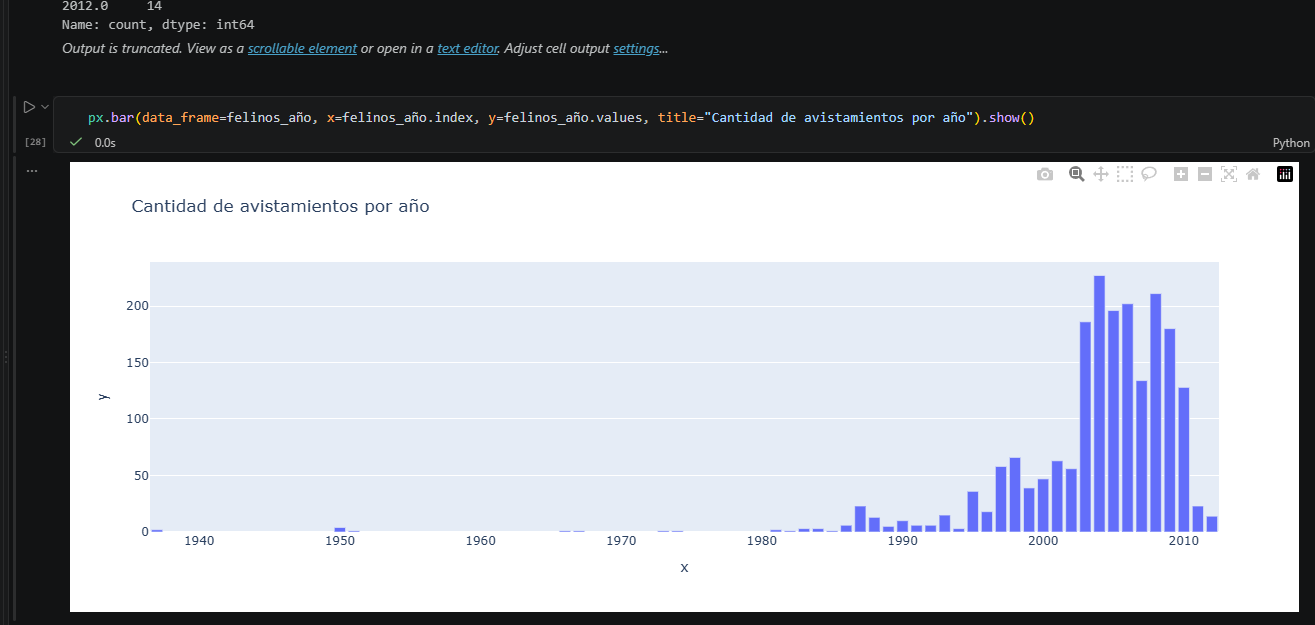 2012.0     14
Name: count, dtype: int64
Output is truncated. View as a scrollable element or open in a text editor. Adjust cell output settings...
px.bar(data_frame=felinos_año, x=felinos_año.index, y=felinos_año.values, title="Cantidad de avistamientos por año").show()
[28]
0.0s
Python
...
Cantidad de avistamientos por año
200
150
100
50
0
y
1940 1950 1960 1970 1980 1990 2000 2010
x